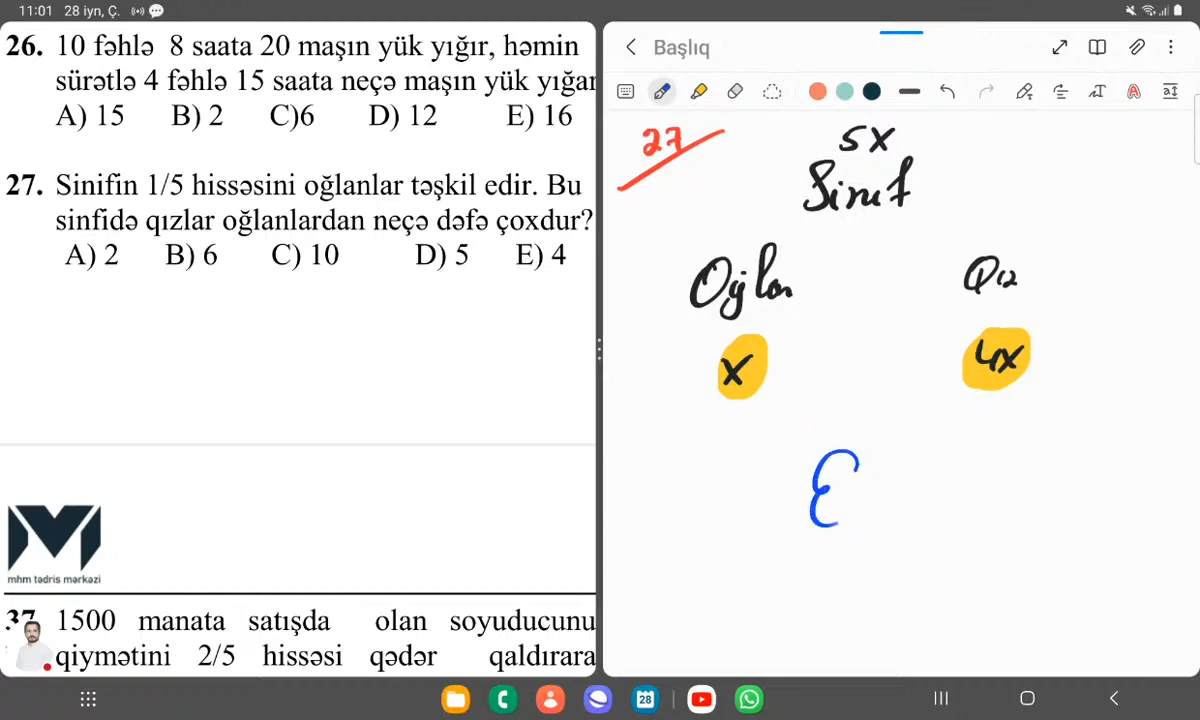 11:01 28 iyn, Ç.
26. 10 fəhlə 8 saata 20 maşın yük yığır, həmin
sürətlə 4 fəhlə 15 saata neçə maşın yük yığar
A) 15 B) 2 C)6 D) 12 E) 16
27. Sinifin 1/5 hissəsini oğlanlar təşkil edir. Bu
sinfidə qızlar oğlanlardan neçə dəfə çoxdur?
A) 2 B) 6 C) 10 D) 5 E) 4
mhm tədris mərkəzi
37. 1500 manata satışda olan soyuducunu
qiymətini 2/5 hissəsi qədər qaldırara
Başlıq
27
5X
Sinif
Oğlan Qız
X 4X
E
28